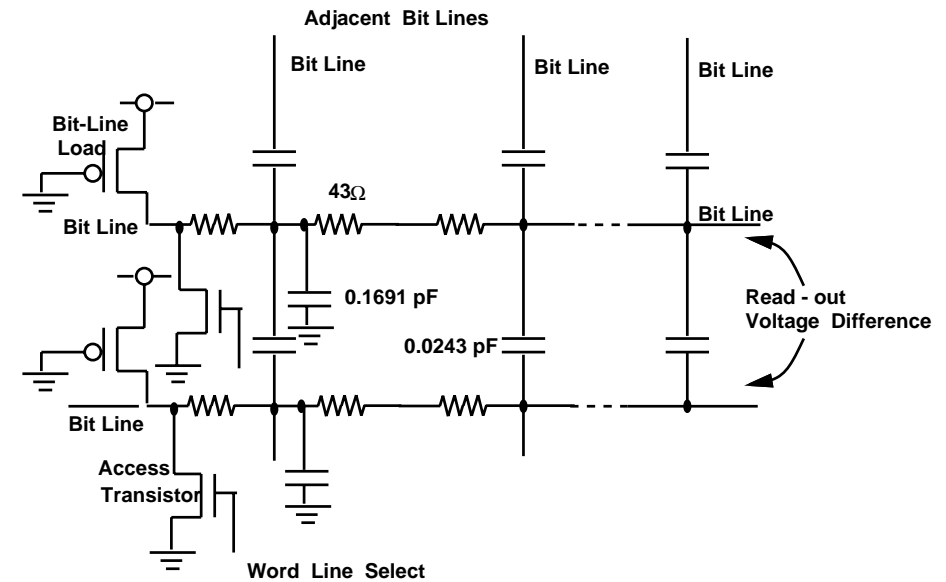 Adjacent Bit Lines
Bit Line
Bit Line
Bit Line
Bit-Line
Load
43Ω
Bit Line
Bit Line
0.1691 pF
Read - out
Voltage Difference
0.0243 pF
Bit Line
Access
Transistor
Word Line Select